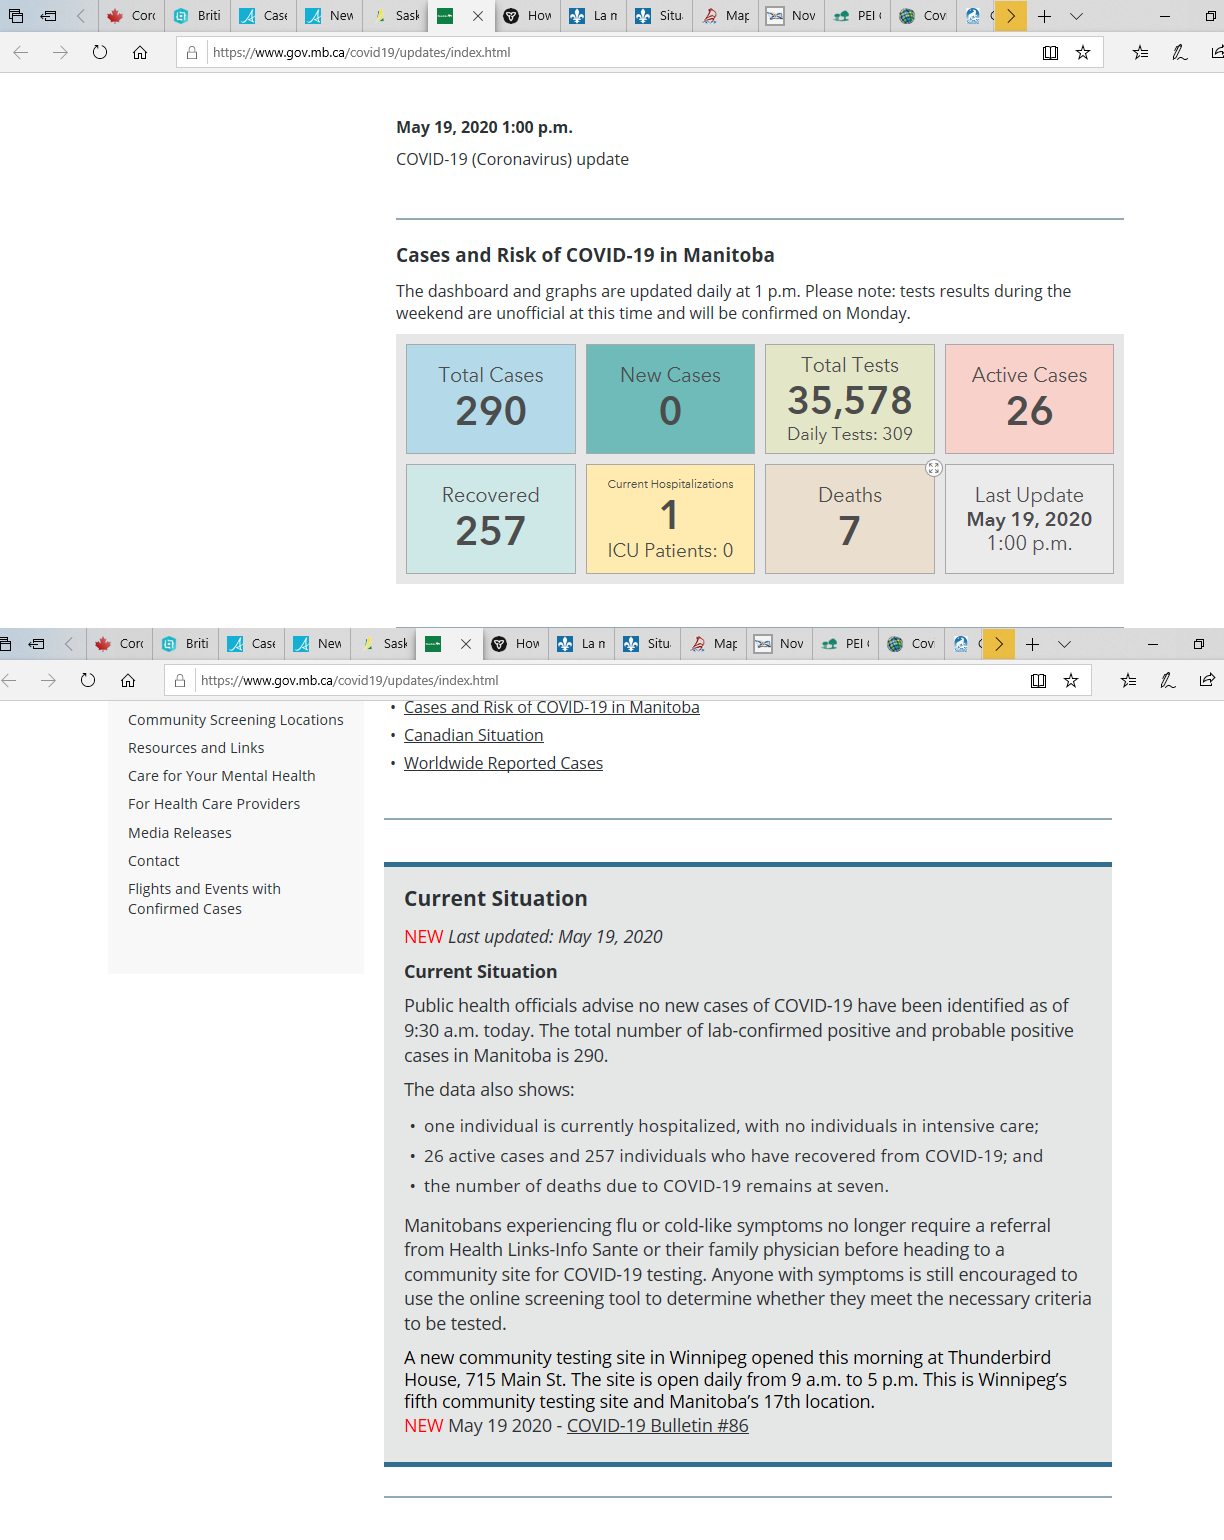 Coro
Briti
Case
New
Sask
How
La m
Situ
Map
Nov
PEI
Cov
https://www.gov.mb.ca/covid19/updates/index.html
May 19, 2020 1:00 p.m.
COVID-19 (Coronavirus) update
Cases and Risk of COVID-19 in Manitoba
The dashboard and graphs are updated daily at 1 p.m. Please note: tests results during the
weekend are unofficial at this time and will be confirmed on Monday.
Total Cases
290
New Cases
0
Total Tests
35,578
Daily Tests: 309
Active Cases
26
Recovered
257
Current Hospitalizations
1
ICU Patients: 0
Deaths
7
Last Update
May 19, 2020
1:00 p.m.
Coro
Briti
Case
New
Sask
How
La m
Situ
Map
Nov
PEI
Cov
https://www.gov.mb.ca/covid19/updates/index.html
Community Screening Locations
Resources and Links
Care for Your Mental Health
For Health Care Providers
Media Releases
Contact
Flights and Events with
Confirmed Cases
• Cases and Risk of COVID-19 in Manitoba
• Canadian Situation
• Worldwide Reported Cases
Current Situation
NEW Last updated: May 19, 2020
Current Situation
Public health officials advise no new cases of COVID-19 have been identified as of
9:30 a.m. today. The total number of lab-confirmed positive and probable positive
cases in Manitoba is 290.
The data also shows:
• one individual is currently hospitalized, with no individuals in intensive care;
• 26 active cases and 257 individuals who have recovered from COVID-19; and
• the number of deaths due to COVID-19 remains at seven.
Manitobans experiencing flu or cold-like symptoms no longer require a referral
from Health Links-Info Sante or their family physician before heading to a
community site for COVID-19 testing. Anyone with symptoms is still encouraged to
use the online screening tool to determine whether they meet the necessary criteria
to be tested.
A new community testing site in Winnipeg opened this morning at Thunderbird
House, 715 Main St. The site is open daily from 9 a.m. to 5 p.m. This is Winnipeg's
fifth community testing site and Manitoba's 17th location.
NEW May 19 2020 - COVID-19 Bulletin #86